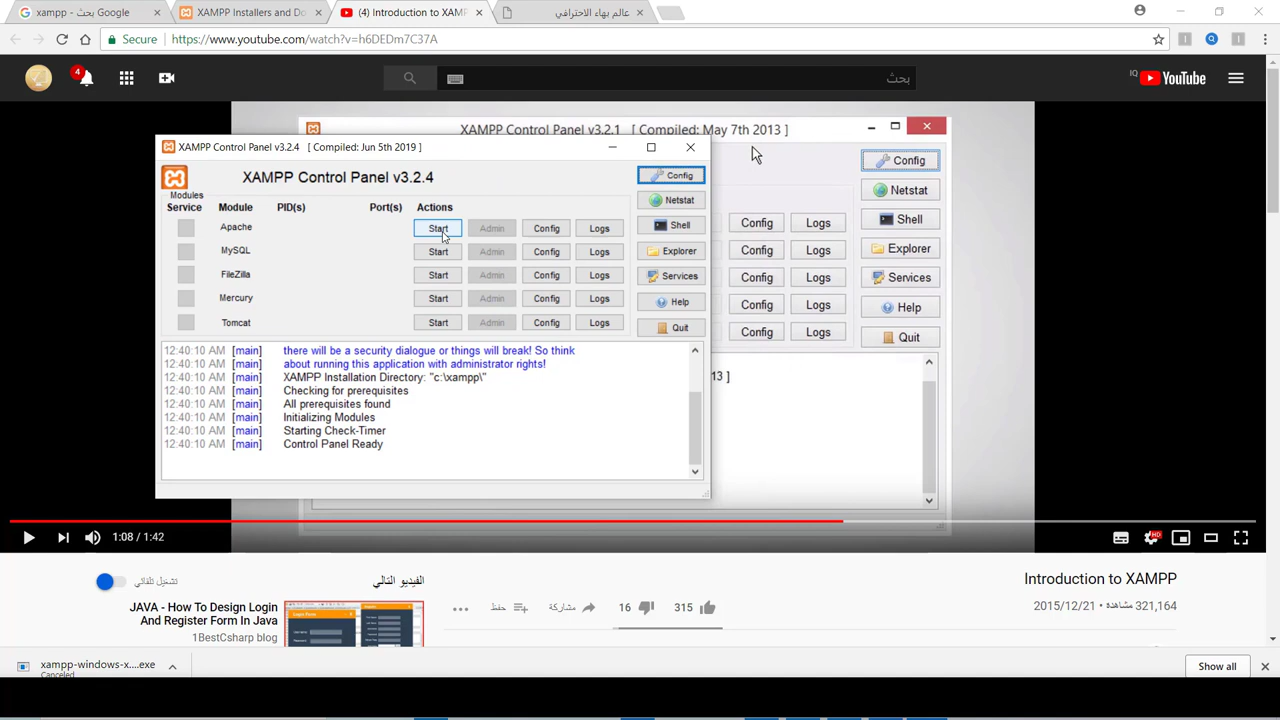 xampp - بحث Google
XAMPP Installers and Do
(4) Introduction to XAMP
عالم بهاء الاحترافي
Secure
https://www.youtube.com/watch?v=h6DEDm7C37A
4
بحث
YouTube IQ
XAMPP Control Panel v3.2.1 [ Compiled: May 7th 2013 ]
Config
Netstat
Config Logs Shell
Config Logs Explorer
Config Logs Services
Config Logs Help
Config Logs Quit
13 ]
XAMPP Control Panel v3.2.4 [ Compiled: Jun 5th 2019 ]
XAMPP Control Panel v3.2.4
Config
Modules
Service Module PID(s) Port(s) Actions
Netstat
Apache Start Admin Config Logs
Shell
MySQL Start Admin Config Logs
Explorer
FileZilla Start Admin Config Logs
Services
Mercury Start Admin Config Logs
Help
Tomcat Start Admin Config Logs
Quit
12:40:10 AM [main] there will be a security dialogue or things will break! So think
12:40:10 AM [main] about running this application with administrator rights!
12:40:10 AM [main] XAMPP Installation Directory: "c:\xampp\"
12:40:10 AM [main] Checking for prerequisites
12:40:10 AM [main] All prerequisites found
12:40:10 AM [main] Initializing Modules
12:40:10 AM [main] Starting Check-Timer
12:40:10 AM [main] Control Panel Ready
1:08 / 1:42
HD
Introduction to XAMPP
321,164 مشاهدة • 2015/12/21
315
16
مشاركة
حفظ
الفيديو التالي
تشغيل تلقائي
JAVA - How To Design Login
And Register Form In Java
1BestCsharp blog
xampp-windows-x....exe
Canceled
Show all